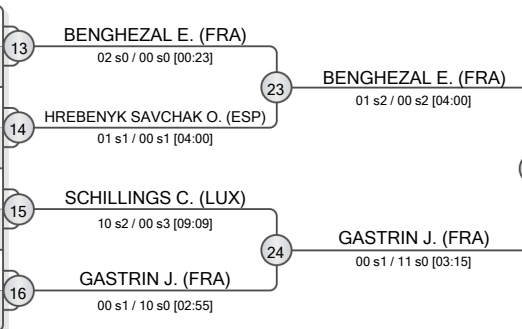 13
BENGHEZAL E. (FRA)
02 s0 / 00 s0 [00:23]
23
BENGHEZAL E. (FRA)
01 s2 / 00 s2 [04:00]
14
HREBENYK SAVCHAK O. (ESP)
01 s1 / 00 s1 [04:00]
15
SCHILLINGS C. (LUX)
10 s2 / 00 s3 [09:09]
24
GASTRIN J. (FRA)
00 s1 / 11 s0 [03:15]
16
GASTRIN J. (FRA)
00 s1 / 10 s0 [02:55]